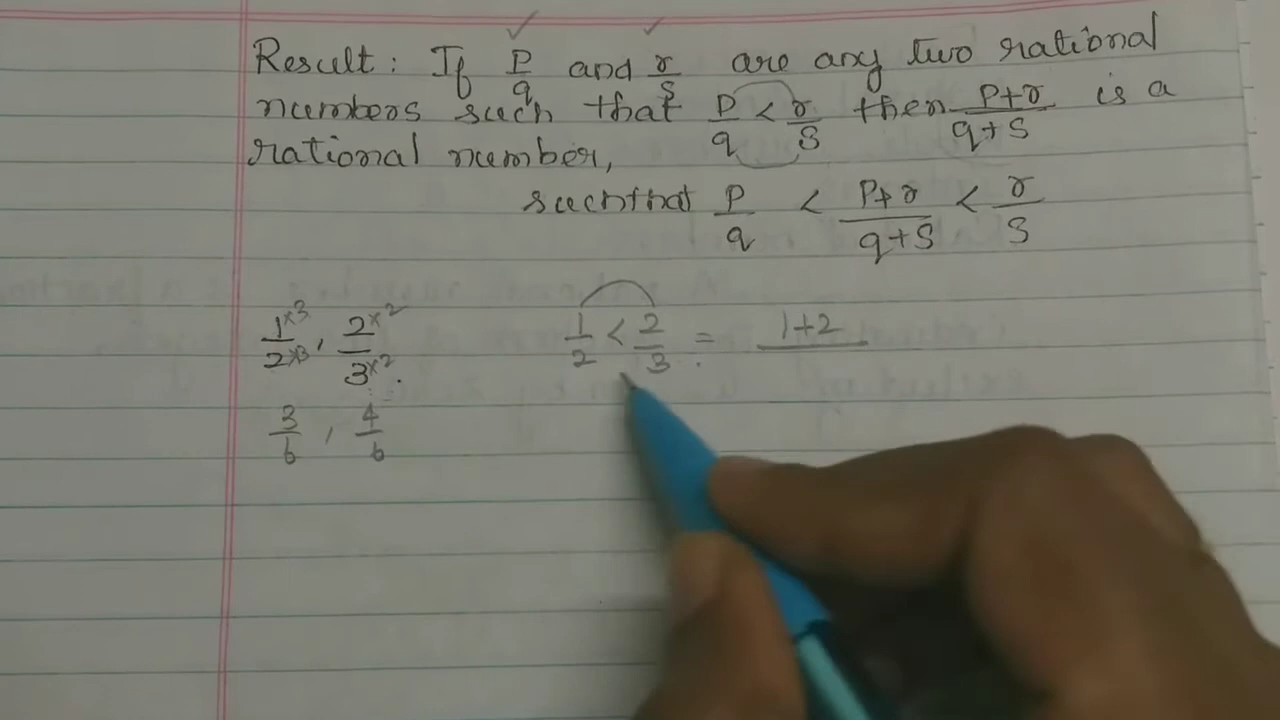 Result: If p/q and r/s are any two rational
numbers such that p/q < r/s then p+r/q+s is a
rational number,
such that p/q < p+r/q+s < r/s
1×3/2×3, 2×2/3×2.
3/6, 4/6
1/2 < 2/3 = 1+2